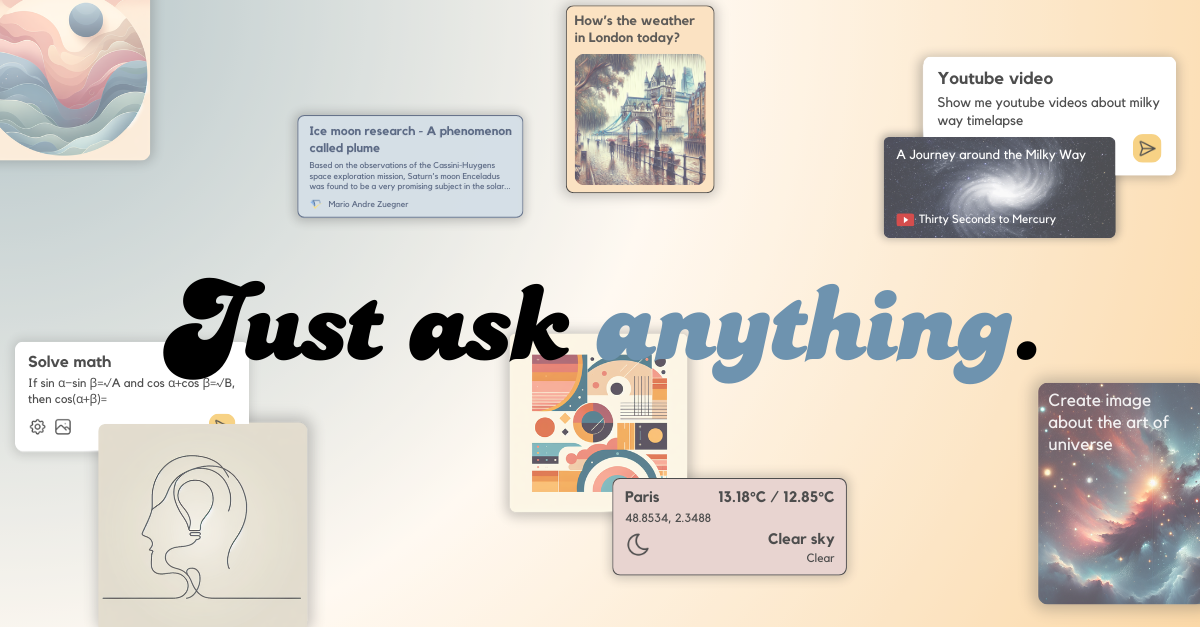 How's the weather
in London today?
Youtube video
Show me youtube videos about milky
way timelapse
A Journey around the Milky Way
Thirty Seconds to Mercury
Ice moon research - A phenomenon
called plume
Based on the observations of the Cassini-Huygens
space exploration mission, Saturn's moon Enceladus
was found to be a very promising subject in the solar...
Mario Andre Zuegner
Just ask anything.
Solve math
If sin α−sin β=√A and cos α+cos β=√B,
then cos(α+β)=
Create image
about the art of
universe
Paris 13.18°C / 12.85°C
48.8534, 2.3488
Clear sky
Clear